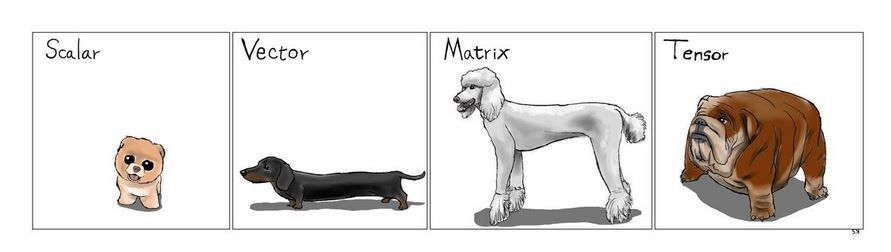 Scalar
Vector
Matrix
Tensor